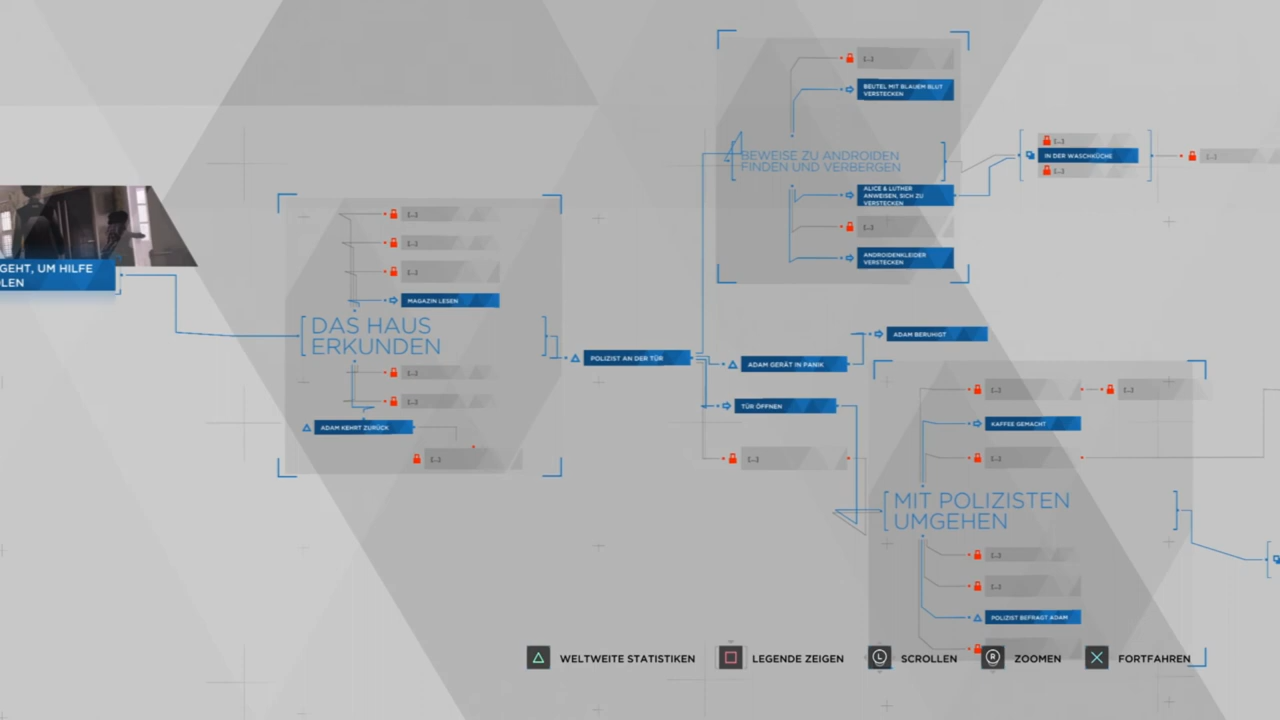 GEHT, UM HILFE
LEN
[...]
[...]
[...]
MAGAZIN LESEN
DAS HAUS
ERKUNDEN
[...]
[...]
ADAM KEHRT ZURÜCK
[...]
POLIZIST AN DER TÜR
[...]
BEUTEL MIT BLAUEM BLUT
VERSTECKEN
BEWEISE ZU ANDROIDEN
FINDEN UND VERBERGEN
ALICE & LUTHER
ANWEISEN, SICH ZU
VERSTECKEN
[...]
ANDROIDENKLEIDER
VERSTECKEN
[...]
IN DER WASCHKÜCHE
[...]
[...]
ADAM BERUHIGT
ADAM GERÄT IN PANIK
TÜR ÖFFNEN
[...]
[...]
[...]
KAFFEE GEMACHT
[...]
MIT POLIZISTEN
UMGEHEN
[...]
[...]
POLIZIST BEFRAGT ADAM
WELTWEITE STATISTIKEN
LEGENDE ZEIGEN
L
SCROLLEN
R
ZOOMEN
FORTFAHREN